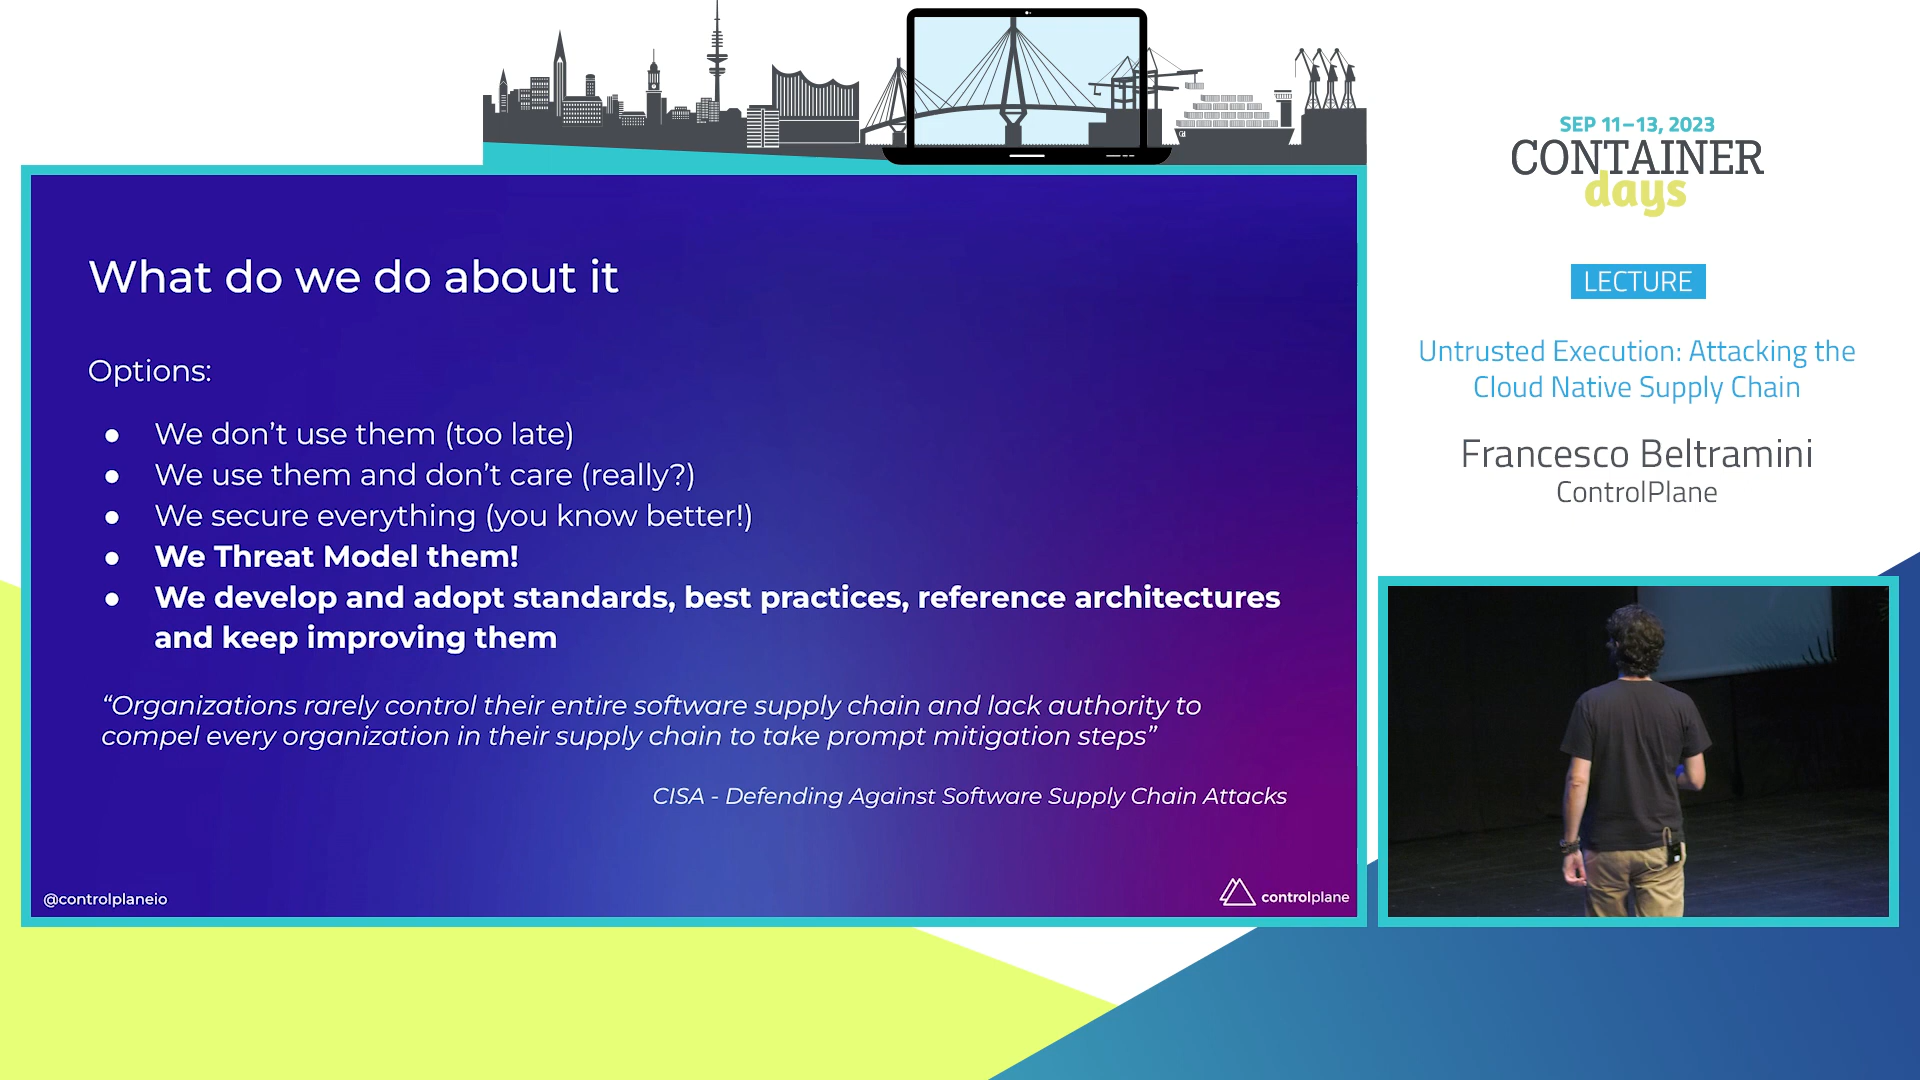 SEP 11–13, 2023
CONTAINER
days
LECTURE
Untrusted Execution: Attacking the
Cloud Native Supply Chain
Francesco Beltramini
ControlPlane
What do we do about it
Options:
● We don’t use them (too late)
● We use them and don’t care (really?)
● We secure everything (you know better!)
● We Threat Model them!
● We develop and adopt standards, best practices, reference architectures
and keep improving them
“Organizations rarely control their entire software supply chain and lack authority to
compel every organization in their supply chain to take prompt mitigation steps”
CISA - Defending Against Software Supply Chain Attacks
@controlplaneio
controlplane